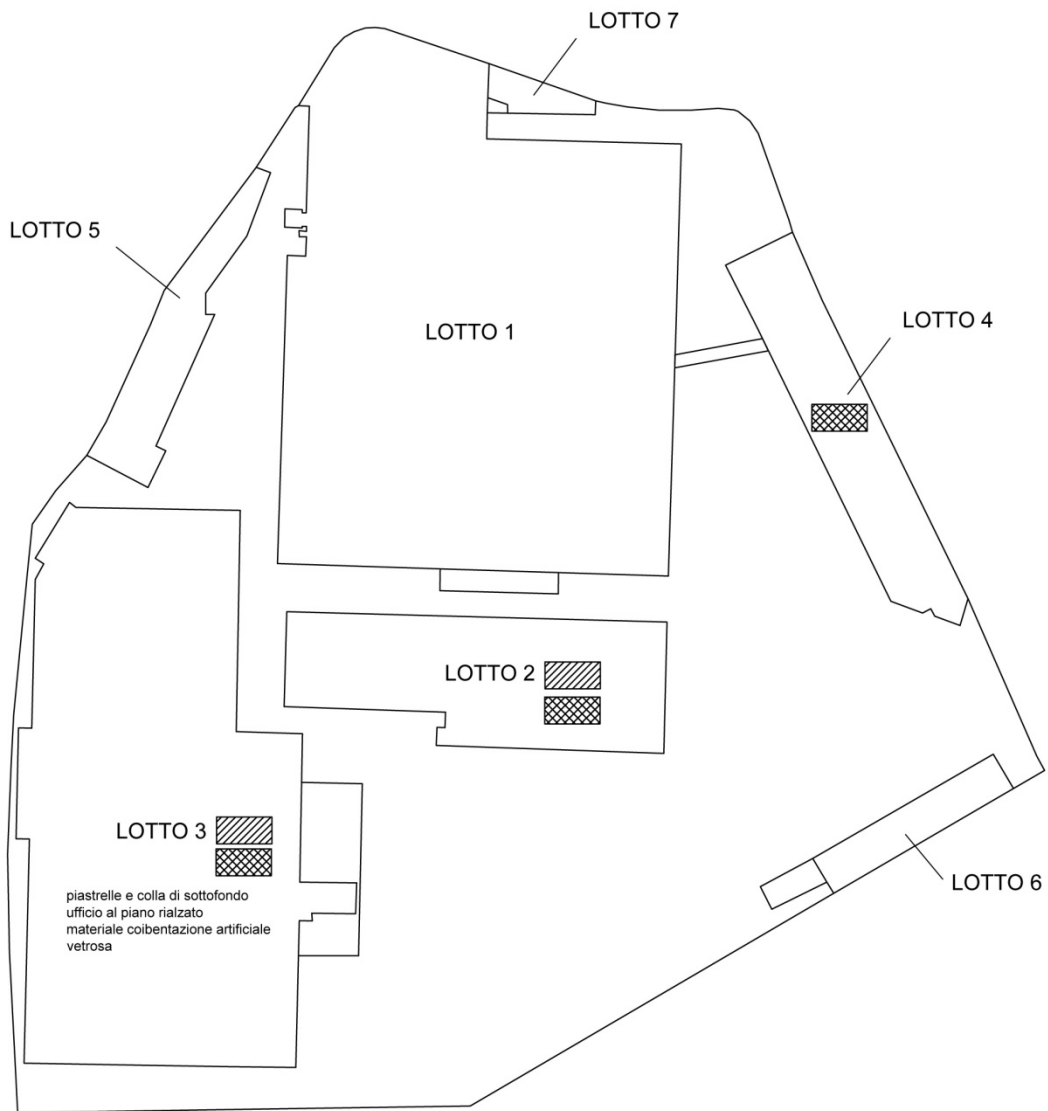 LOTTO 7
LOTTO 5
LOTTO 1
LOTTO 4
LOTTO 2
LOTTO 3
piastrelle e colla di sottofondo
ufficio al piano rialzato
materiale coibentazione artificiale
vetrosa
LOTTO 6